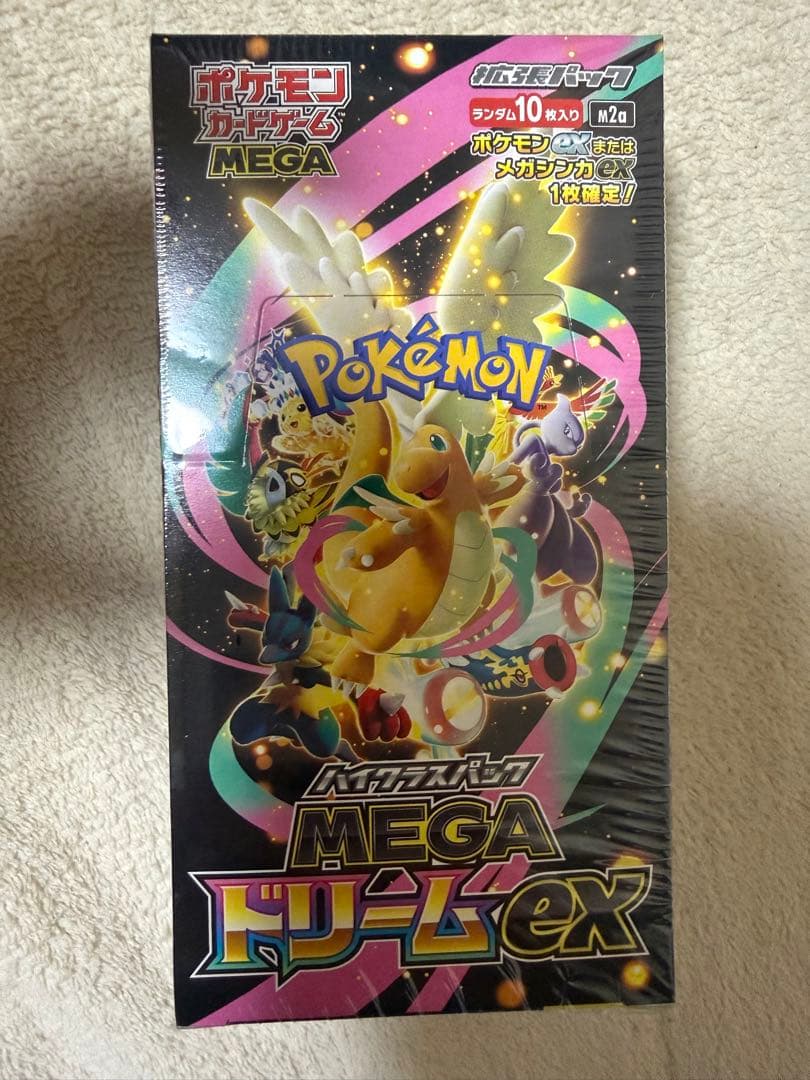 ポケモン
カードゲーム™
MEGA
拡張パック
ランダム10枚入り
M2a
ポケモンexまたは
メガシンカex
1枚確定!
POKÉMON™
ハイクラスパック
MEGA
ドリームex